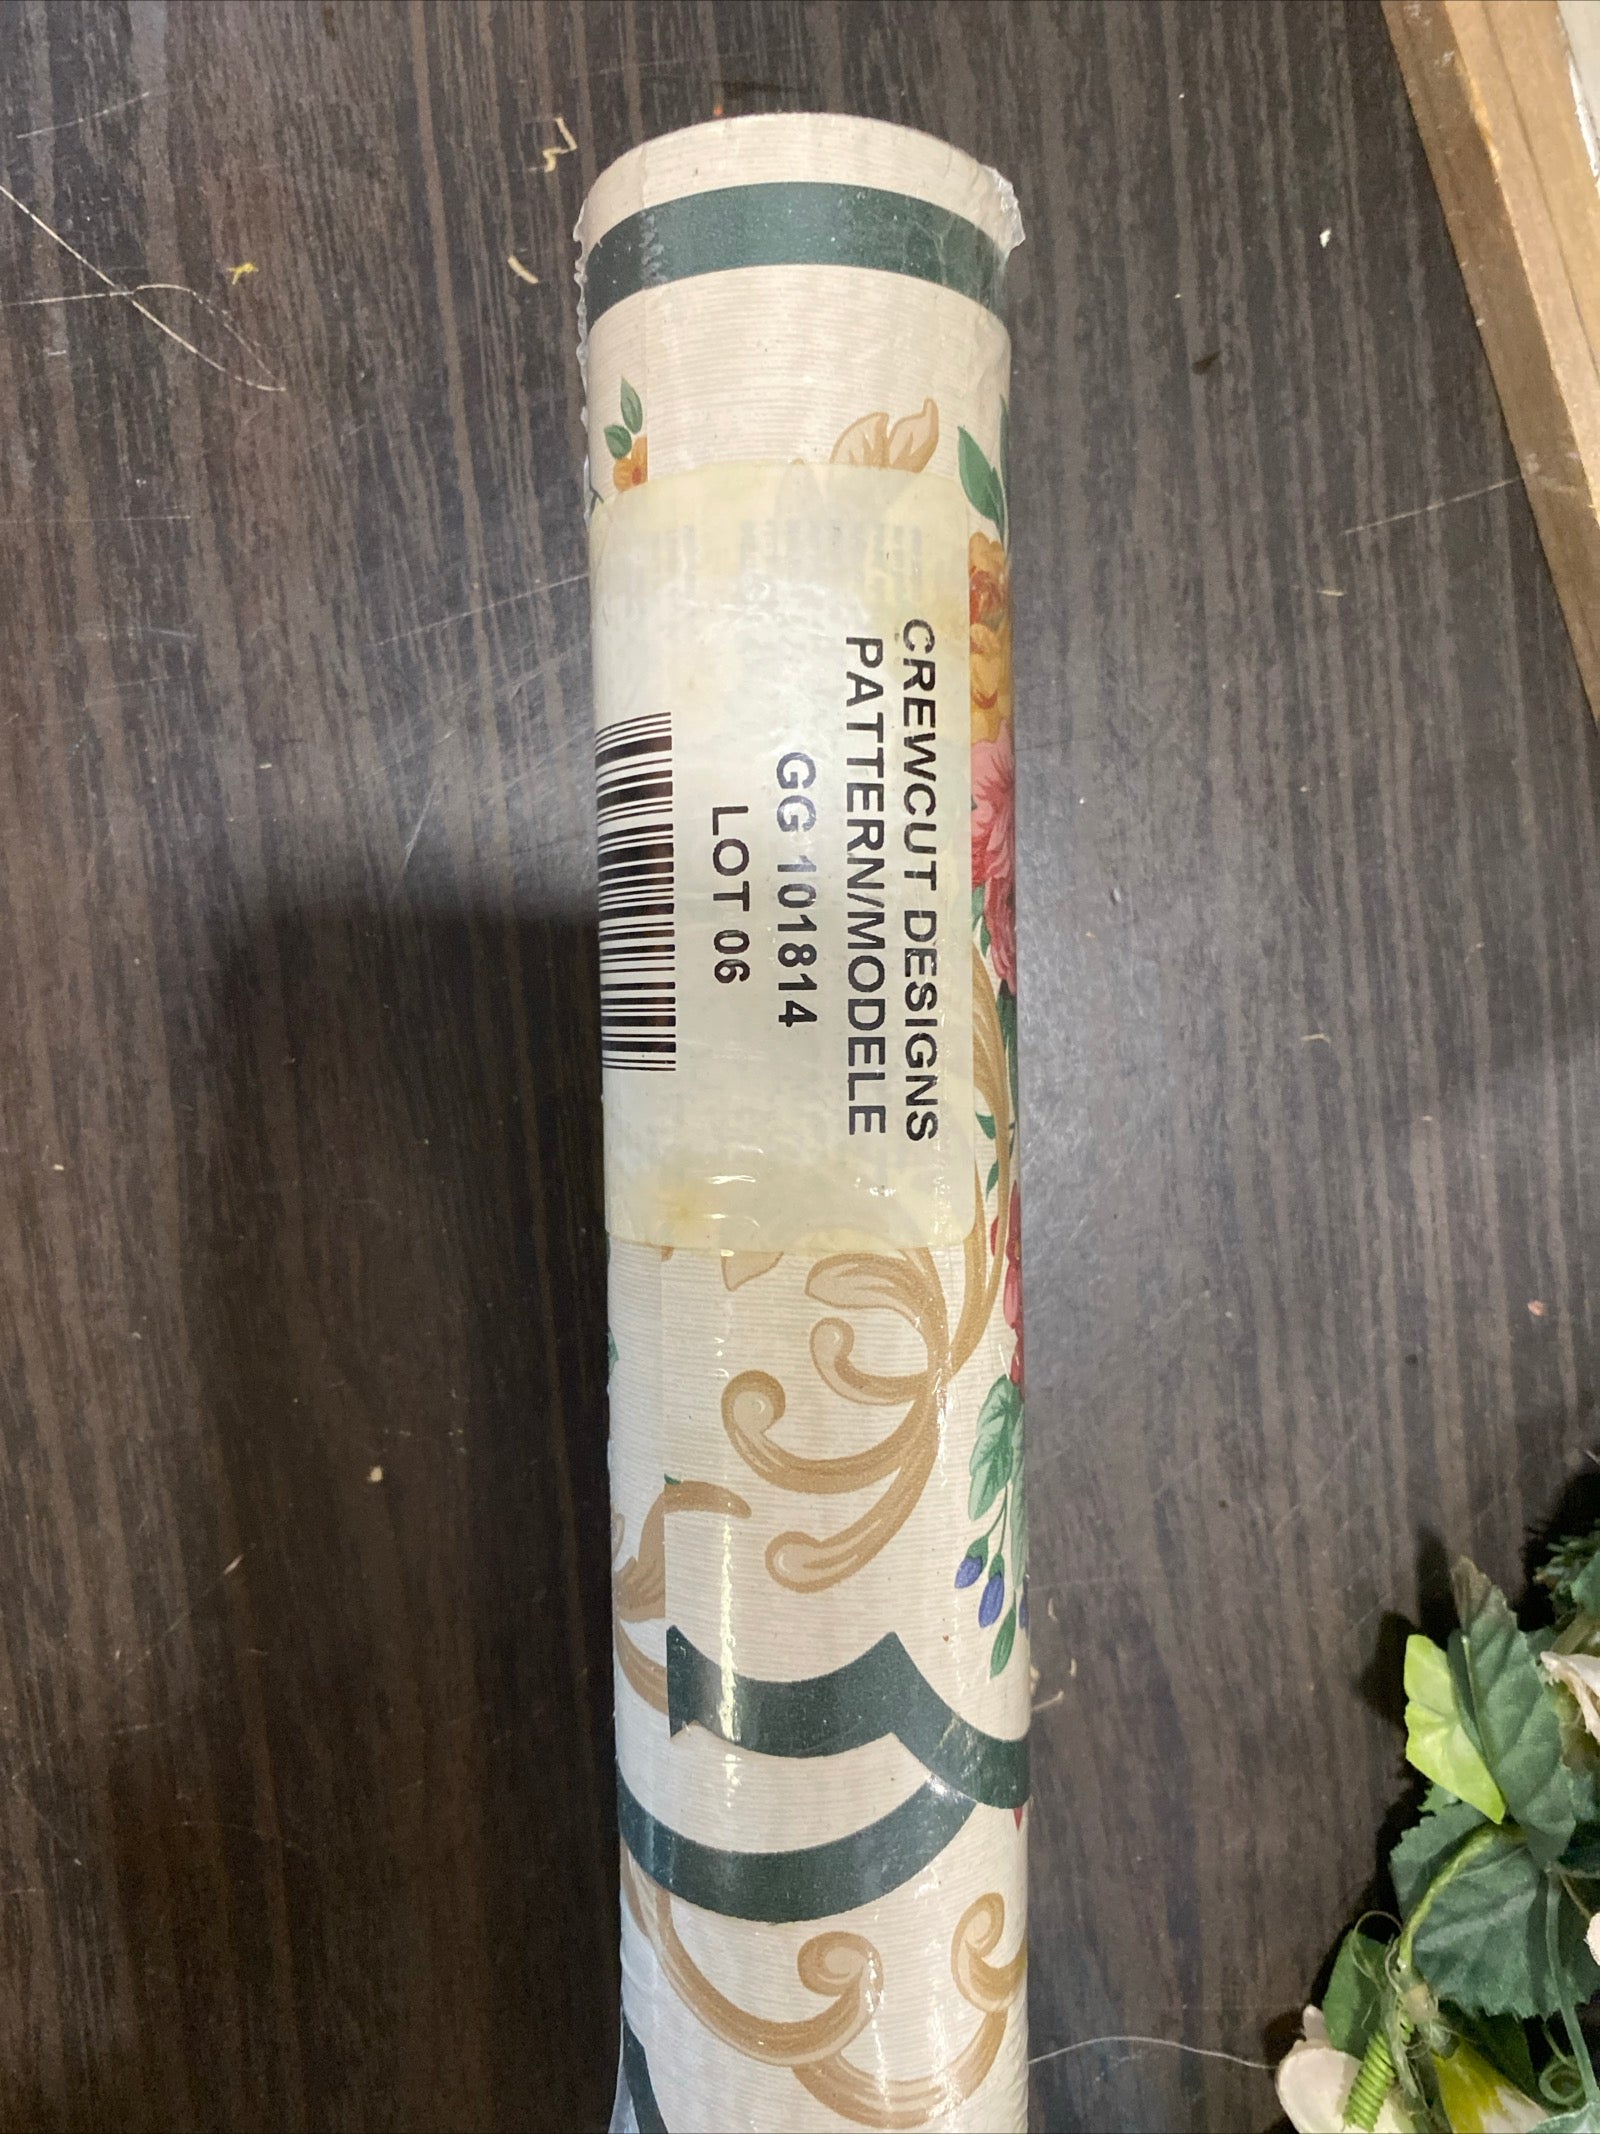 CREWCUT DESIGNS
PATTERN/MODELE
GG 101814
LOT 06